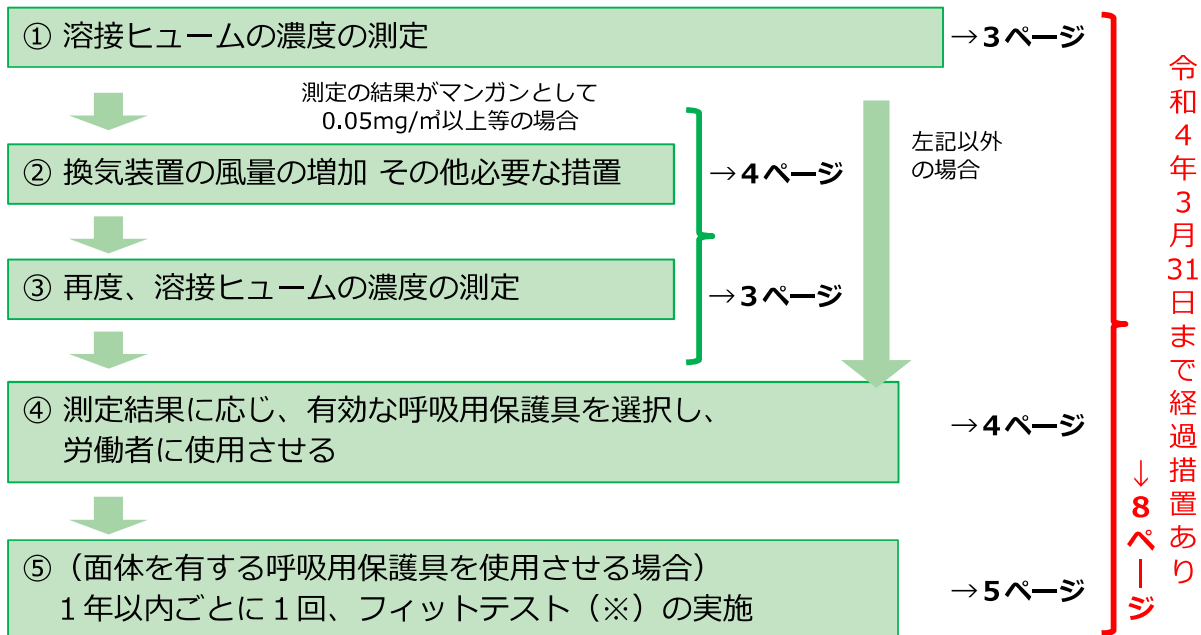 ① 溶接ヒュームの濃度の測定
→3ページ
測定の結果がマンガンとして
0.05mg/㎥以上等の場合
左記以外
の場合
② 換気装置の風量の増加 その他必要な措置
→4ページ
③ 再度、溶接ヒュームの濃度の測定
→3ページ
④ 測定結果に応じ、有効な呼吸用保護具を選択し、
労働者に使用させる
→4ページ
⑤（面体を有する呼吸用保護具を使用させる場合）
１年以内ごとに１回、フィットテスト（※）の実施
→5ページ
令和４年３月31日まで経過措置あり
↓8ページ